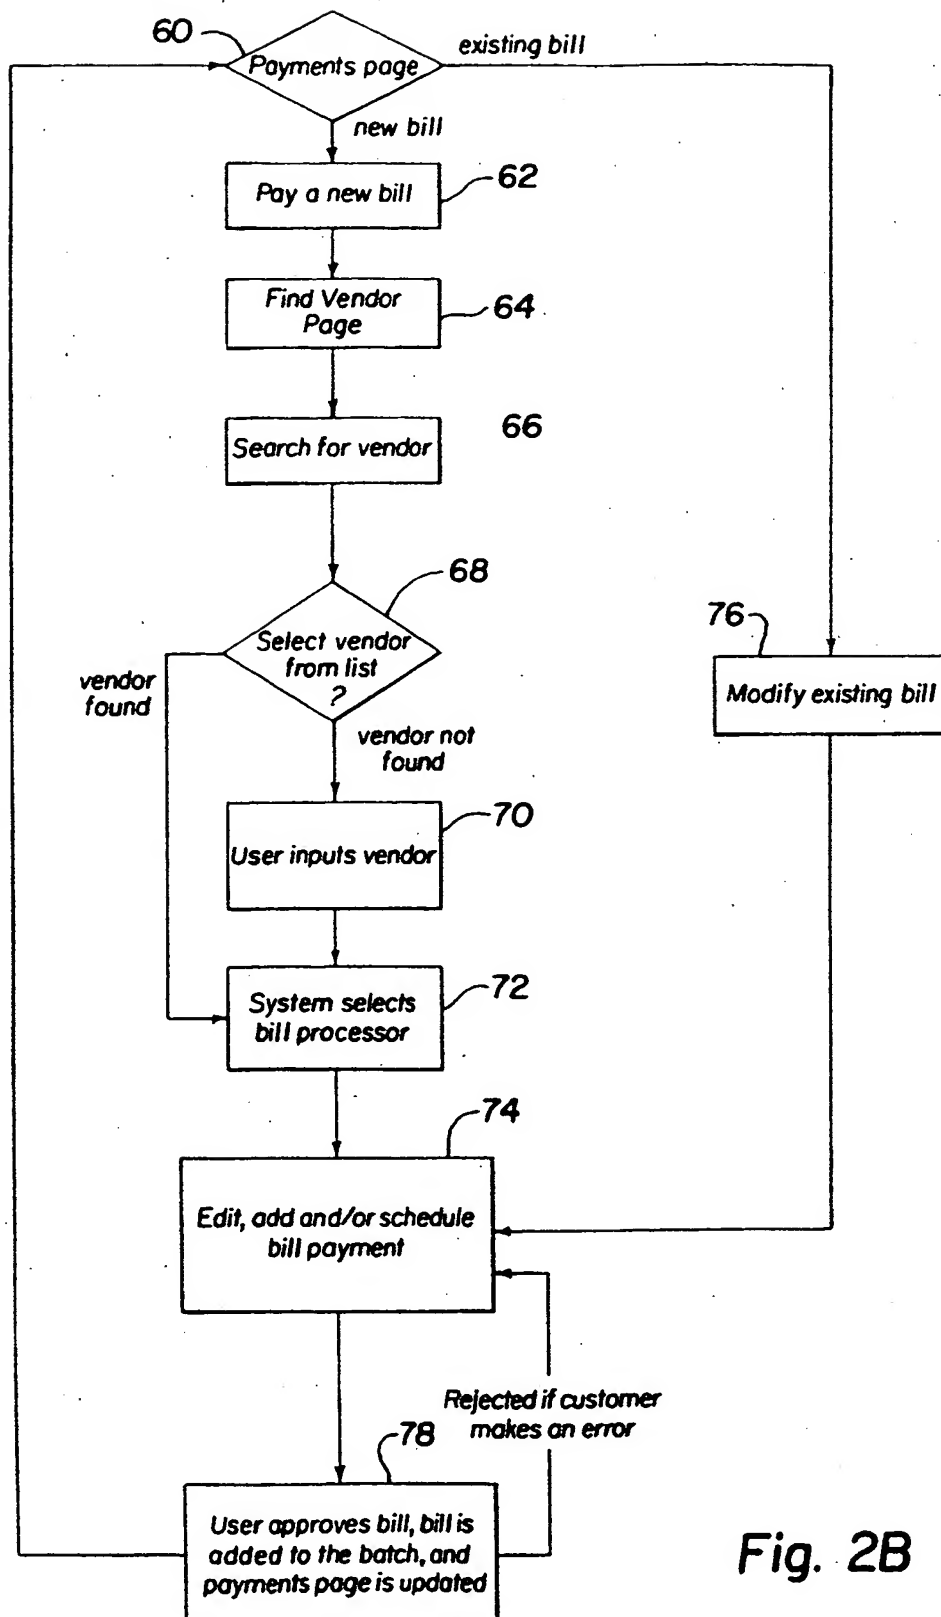 60
existing bill
Payments page
new bill
Pay a new bill
62
Find Vendor
Page
64
Search for vendor
66
68
Select vendor
from list
?
vendor
found
vendor not
found
76
Modify existing bill
70
User inputs vendor
72
System selects
bill processor
74
Edit, add and/or schedule
bill payment
Rejected if customer
makes an error
78
User approves bill, bill is
added to the batch, and
payments page is updated
Fig. 2B